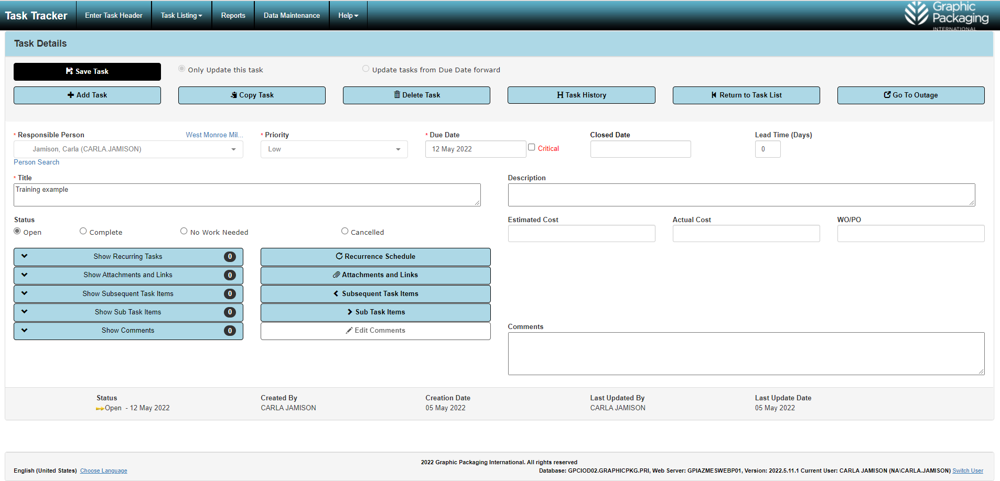 Task Tracker Enter Task Header Task Listing Reports Data Maintenance Help Graphic Packaging INTERNATIONAL
Task Details
Save Task Only Update this task Update tasks from Due Date forward
Add Task Copy Task Delete Task Task History Return to Task List Go To Outage
* Responsible Person West Monroe Mil... * Priority * Due Date Closed Date Lead Time (Days)
Jamison, Carla (CARLA.JAMISON) Low 12 May 2022 Critical 0
Person Search
* Title Description
Training example
Status Estimated Cost Actual Cost WO/PO
Open Complete No Work Needed Cancelled
Show Recurring Tasks 0 Recurrence Schedule
Show Attachments and Links 0 Attachments and Links
Show Subsequent Task Items 0 Subsequent Task Items
Show Sub Task Items 0 Sub Task Items
Show Comments 0 Edit Comments
Comments
Status Created By Creation Date Last Updated By Last Update Date
Open - 12 May 2022 CARLA JAMISON 05 May 2022 CARLA JAMISON 05 May 2022
2022 Graphic Packaging International. All rights reserved
English (United States) Choose Language Database: GPCIOD02.GRAPHICPKG.PRI, Web Server: GPIAZMESWEBP01, Version: 2022.5.11.1 Current User: CARLA JAMISON (NA\CARLA.JAMISON) Switch User